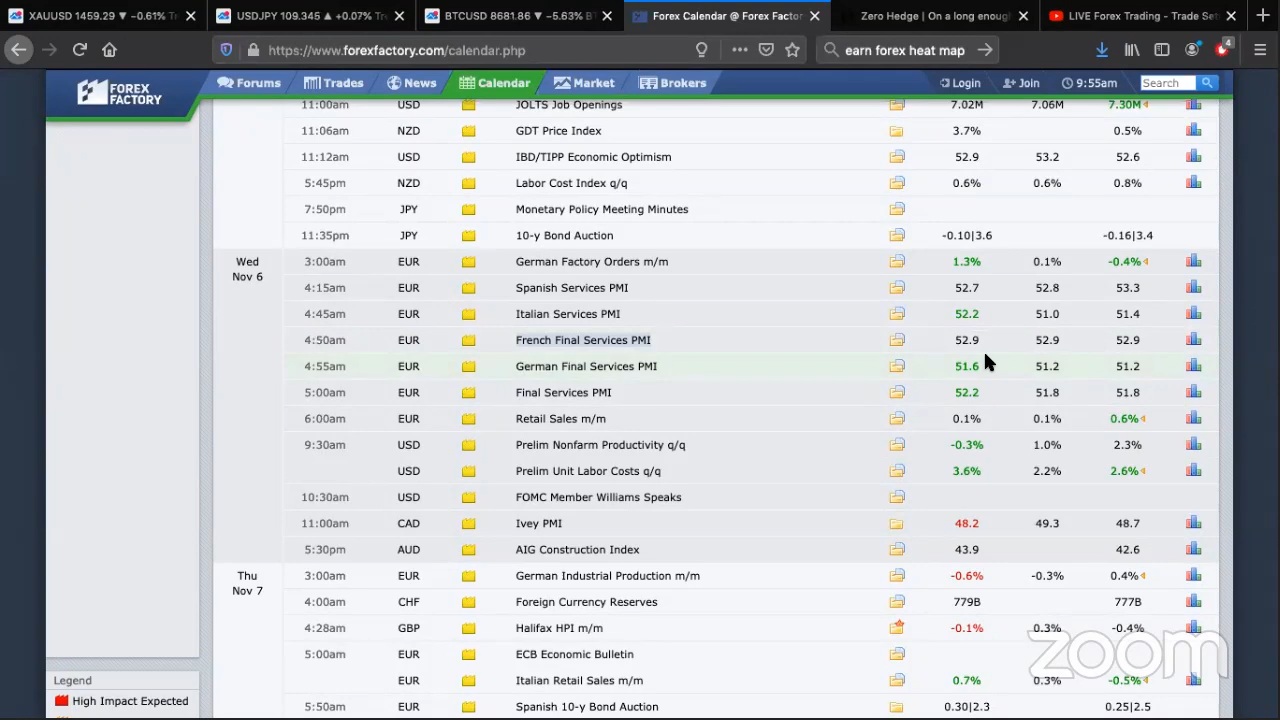 XAUUSD 1459.29 ▼ −0.61% Tr
USDJPY 109.345 ▲ +0.07% Tr
BTCUSD 8681.86 ▼ −5.63% B
Forex Calendar @ Forex Factor
Zero Hedge | On a long enoug
LIVE Forex Trading - Trade Se
https://www.forexfactory.com/calendar.php
earn forex heat map
4
FOREX FACTORY
Forums Trades News Calendar Market Brokers Login Join 9:55am Search
11:00am USD JOLTS Job Openings 7.02M 7.06M 7.30M
11:06am NZD GDT Price Index 3.7% 0.5%
11:12am USD IBD/TIPP Economic Optimism 52.9 53.2 52.6
5:45pm NZD Labor Cost Index q/q 0.6% 0.6% 0.8%
7:50pm JPY Monetary Policy Meeting Minutes
11:35pm JPY 10-y Bond Auction -0.10|3.6 -0.16|3.4
Wed Nov 6 3:00am EUR German Factory Orders m/m 1.3% 0.1% -0.4%
4:15am EUR Spanish Services PMI 52.7 52.8 53.3
4:45am EUR Italian Services PMI 52.2 51.0 51.4
4:50am EUR French Final Services PMI 52.9 52.9 52.9
4:55am EUR German Final Services PMI 51.6 51.2 51.2
5:00am EUR Final Services PMI 52.2 51.8 51.8
6:00am EUR Retail Sales m/m 0.1% 0.1% 0.6%
9:30am USD Prelim Nonfarm Productivity q/q -0.3% 1.0% 2.3%
USD Prelim Unit Labor Costs q/q 3.6% 2.2% 2.6%
10:30am USD FOMC Member Williams Speaks
11:00am CAD Ivey PMI 48.2 49.3 48.7
5:30pm AUD AIG Construction Index 43.9 42.6
Thu Nov 7 3:00am EUR German Industrial Production m/m -0.6% -0.3% 0.4%
4:00am CHF Foreign Currency Reserves 779B 777B
4:28am GBP Halifax HPI m/m -0.1% 0.3% -0.4%
5:00am EUR ECB Economic Bulletin
Italian Retail Sales m/m EUR 0.7% 0.3% -0.5%
5:50am EUR Spanish 10-y Bond Auction 0.30|2.3 0.25|2.5
Legend
High Impact Expected
zoom